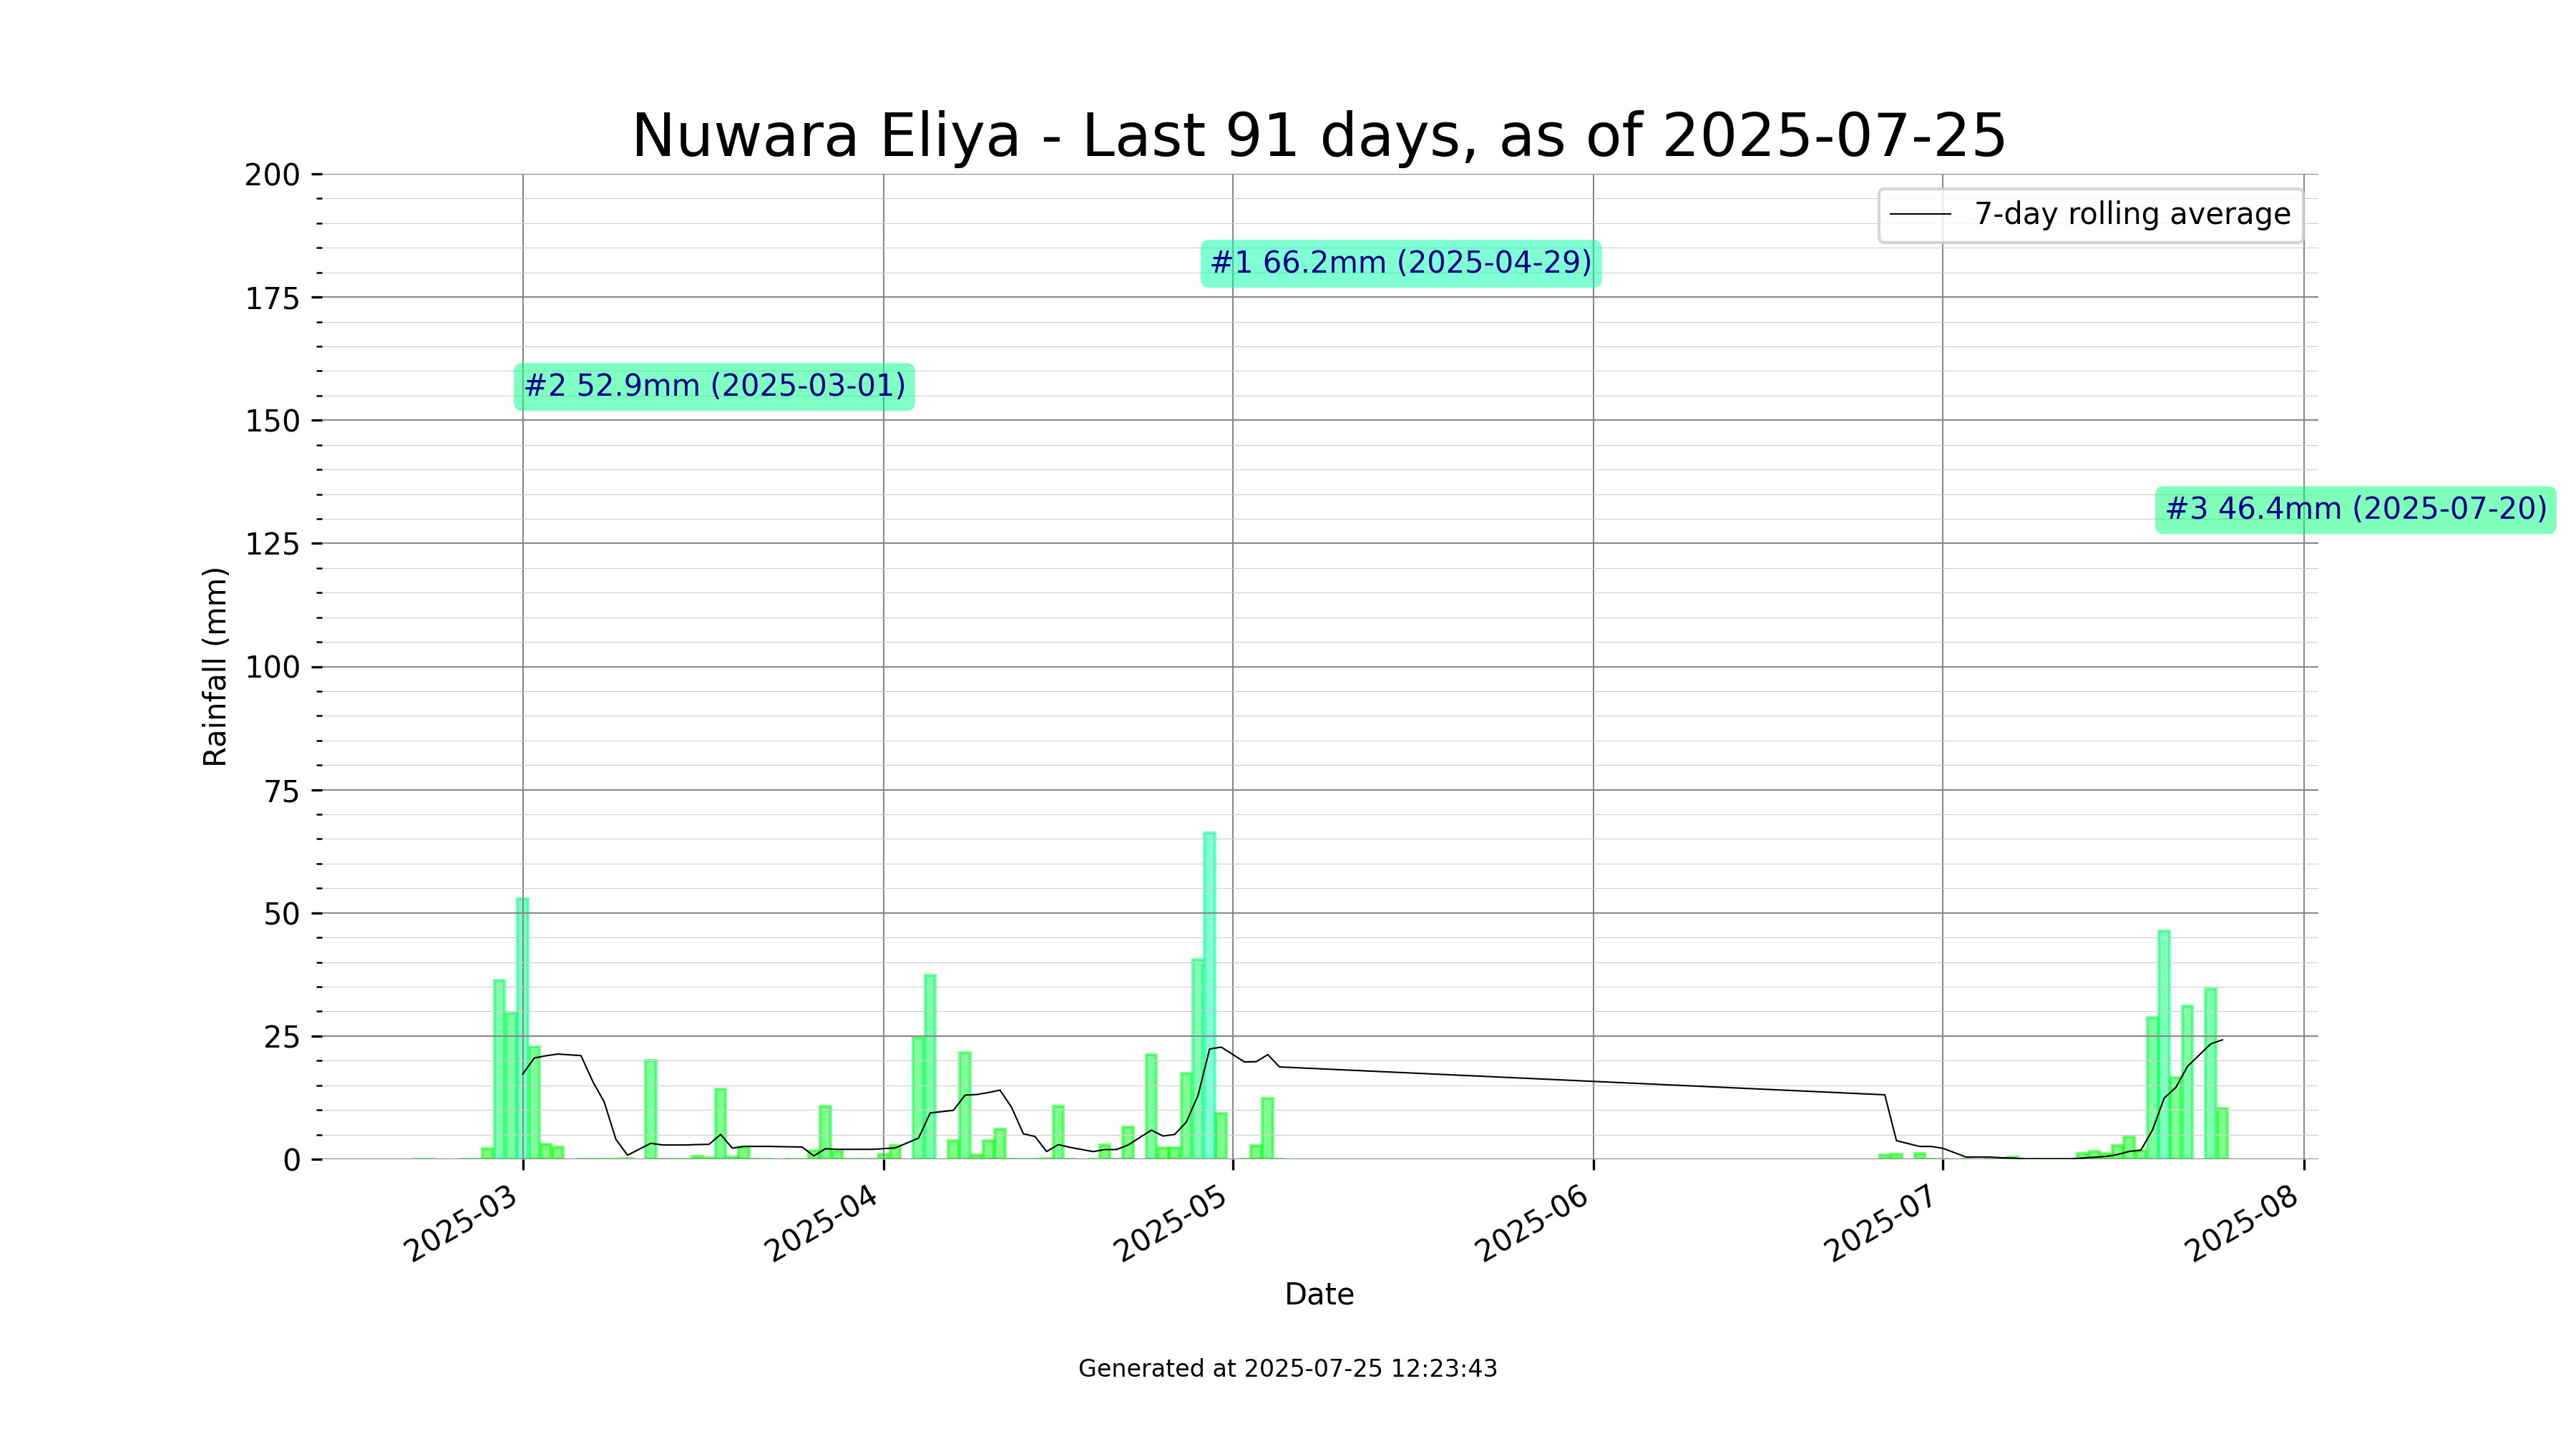 Nuwara Eliya - Last 91 days, as of 2025-07-25
200
175
150
125
100
75
50
25
0
Rainfall (mm)
7-day rolling average
#1 66.2mm (2025-04-29)
#2 52.9mm (2025-03-01)
#3 46.4mm (2025-07-20)
2025-03
2025-04
2025-05
2025-06
2025-07
2025-08
Date
Generated at 2025-07-25 12:23:43